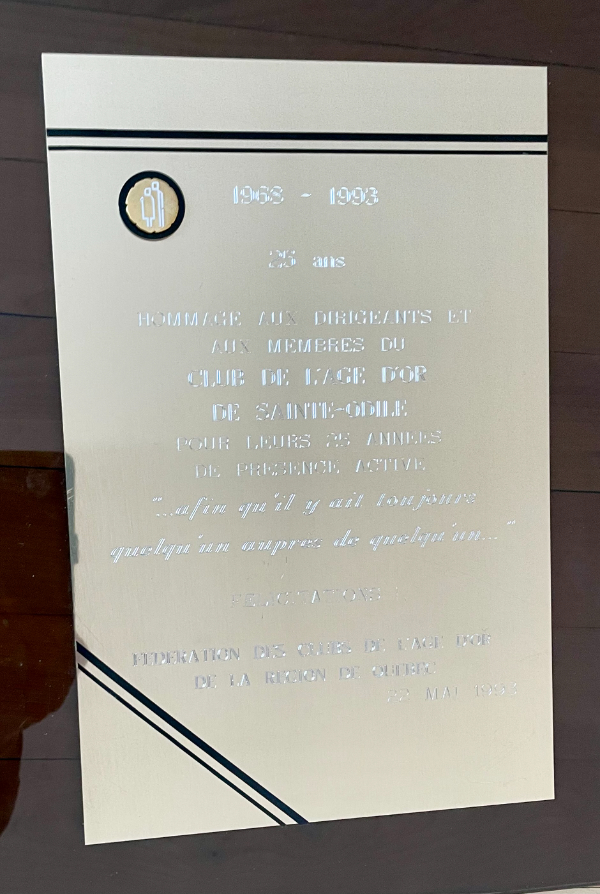 1968 - 1993
25 ans
HOMMAGE AUX DIRIGEANTS ET
AUX MEMBRES DU
CLUB DE L'AGE D'OR
DE SAINTE-ODILE
POUR LEURS 25 ANNEES
DE PRESENCE ACTIVE
"...afin qu'il y ait toujours
quelqu'un aupres de quelqu'un..."
FELICITATIONS !
FEDERATION DES CLUBS DE L'AGE D'OR
DE LA REGION DE QUEBEC
MAI 1993